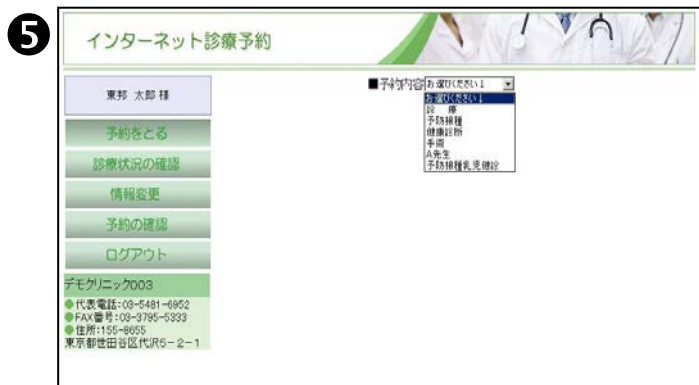 ❺
インターネット診療予約
東邦 太郎 様
予約をとる
診療状況の確認
情報変更
予約の確認
ログアウト
デモクリニック003
●代表電話:03-5481-6952
●FAX番号:03-3795-5333
●住所:155-8655
東京都世田谷区代沢5-2-1
■予約内容 お選びください↓
お選びください↓
診 療
予防接種
健康診断
手術
A先生
予防接種乳児健診